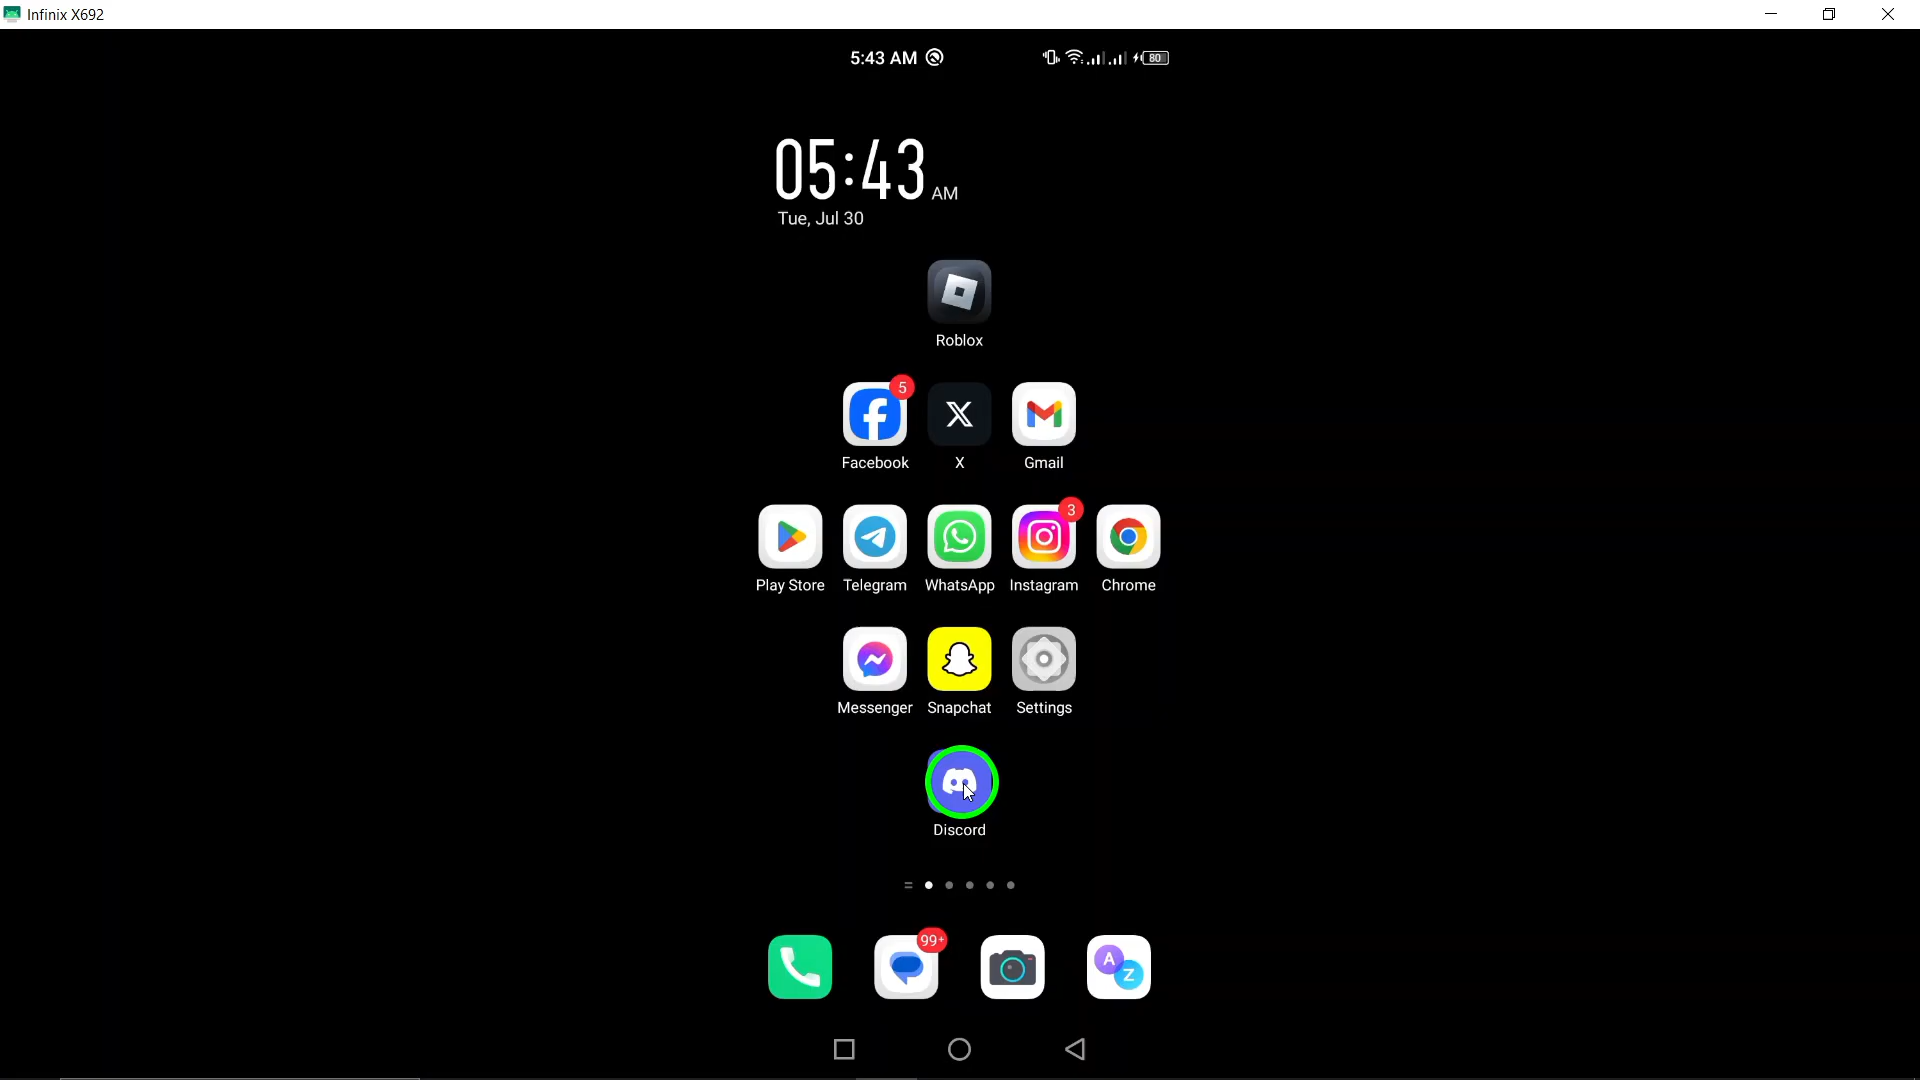 Infinix X692
5:43 AM
80
05:43 AM
Tue, Jul 30
Roblox
5
Facebook
X
Gmail
3
Play Store
Telegram
WhatsApp
Instagram
Chrome
Messenger
Snapchat
Settings
Discord
99+
A
Z